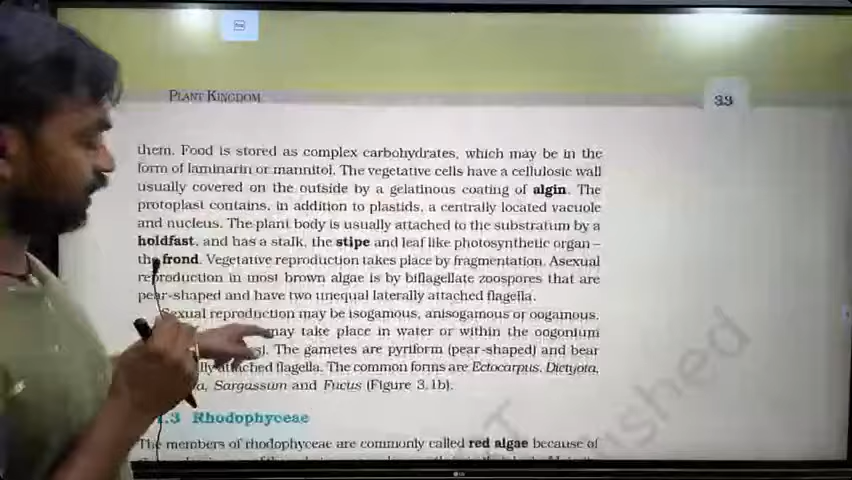 PLANT KINGDOM
33
them. Food is stored as complex carbohydrates, which may be in the
form of laminarin or mannitol. The vegetative cells have a cellulosic wall
usually covered on the outside by a gelatinous coating of algin. The
protoplast contains, in addition to plastids, a centrally located vacuole
and nucleus. The plant body is usually attached to the substratum by a
holdfast, and has a stalk, the stipe and leaf like photosynthetic organ –
the frond. Vegetative reproduction takes place by fragmentation. Asexual
reproduction in most brown algae is by biflagellate zoospores that are
pear-shaped and have two unequal laterally attached flagella.
Sexual reproduction may be isogamous, anisogamous or oogamous.
may take place in water or within the oogonium
The gametes are pyriform (pear-shaped) and bear
attached flagella. The common forms are Ectocarpus, Dictyota,
Sargassum and Fucus (Figure 3.1b).
.3 Rhodophyceae
The members of rhodophyceae are commonly called red algae because of
shed